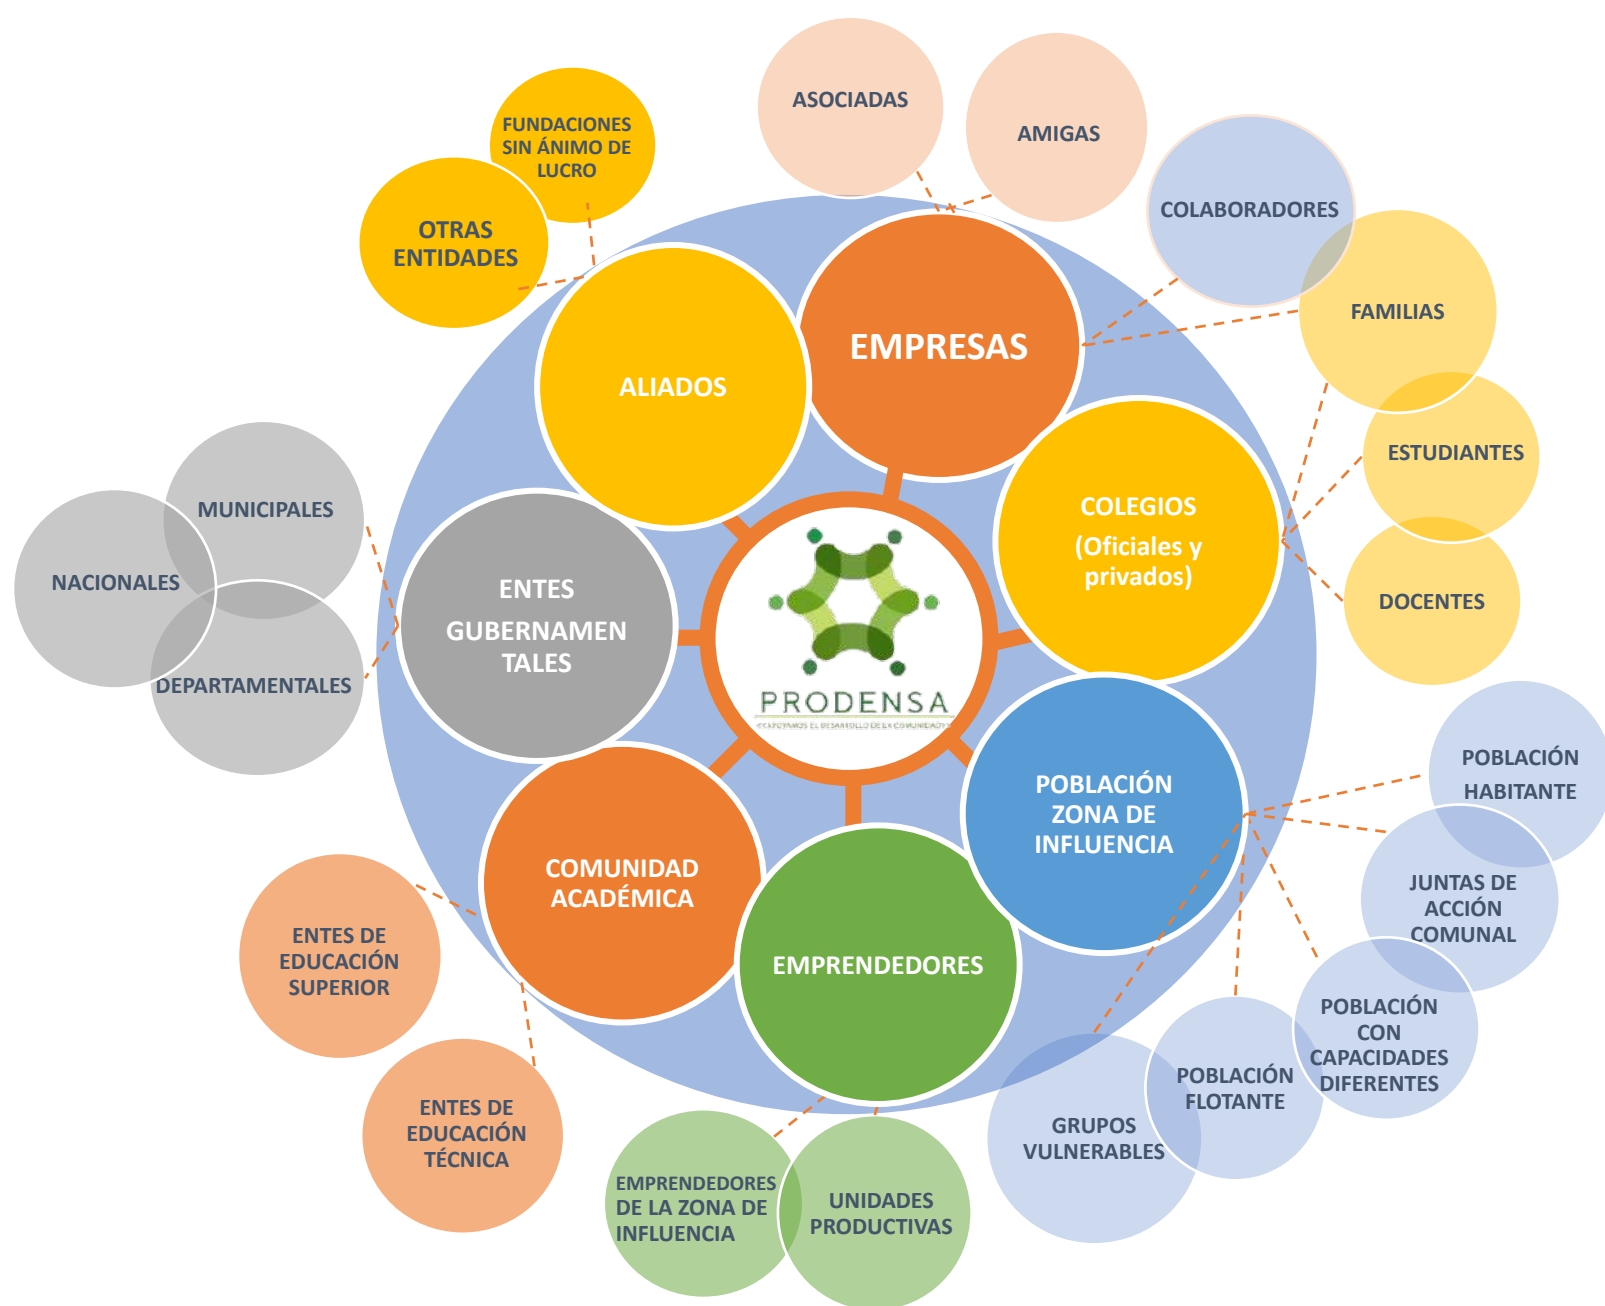 ASOCIADAS
AMIGAS
FUNDACIONES
SIN ÁNIMO DE
LUCRO
OTRAS
ENTIDADES
COLABORADORES
FAMILIAS
EMPRESAS
ALIADOS
ESTUDIANTES
COLEGIOS
(Oficiales y
privados)
DOCENTES
MUNICIPALES
NACIONALES
DEPARTAMENTALES
ENTES
GUBERNAMEN
TALES
PRODENSA
POBLACIÓN
ZONA DE
INFLUENCIA
POBLACIÓN
HABITANTE
JUNTAS DE
ACCIÓN
COMUNAL
POBLACIÓN
CON
CAPACIDADES
DIFERENTES
POBLACIÓN
FLOTANTE
GRUPOS
VULNERABLES
COMUNIDAD
ACADÉMICA
EMPRENDEDORES
ENTES DE
EDUCACIÓN
SUPERIOR
ENTES DE
EDUCACIÓN
TÉCNICA
EMPRENDEDORES
DE LA ZONA DE
INFLUENCIA
UNIDADES
PRODUCTIVAS